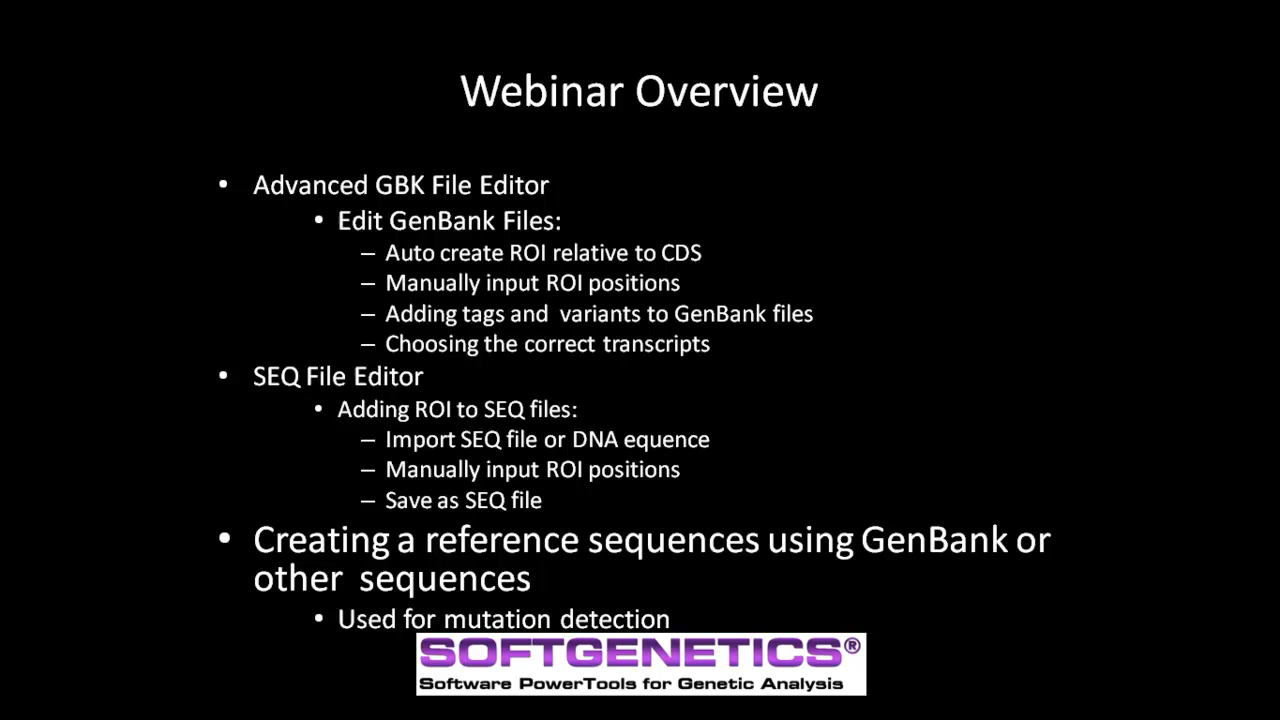 Webinar Overview
• Advanced GBK File Editor
• Edit GenBank Files:
– Auto create ROI relative to CDS
– Manually input ROI positions
– Adding tags and variants to GenBank files
– Choosing the correct transcripts
• SEQ File Editor
• Adding ROI to SEQ files:
– Import SEQ file or DNA equence
– Manually input ROI positions
– Save as SEQ file
• Creating a reference sequences using GenBank or
other sequences
• Used for mutation detection
SOFTGENETICS®
Software PowerTools for Genetic Analysis